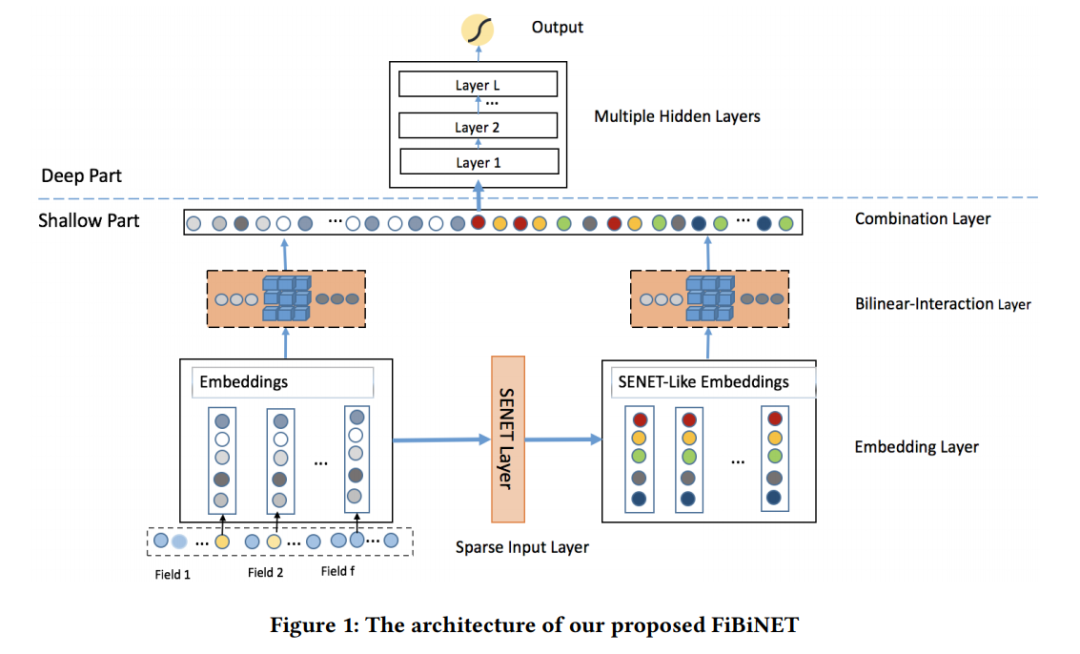 Output
Layer L
...
Layer 2
Layer 1
Multiple Hidden Layers
Deep Part
Shallow Part
...
...
Combination Layer
Bilinear-Interaction Layer
Embeddings
...
SENET Layer
SENET-Like Embeddings
...
Embedding Layer
... ... ...
Sparse Input Layer
Field 1
Field 2
Field f
Figure 1: The architecture of our proposed FiBiNET